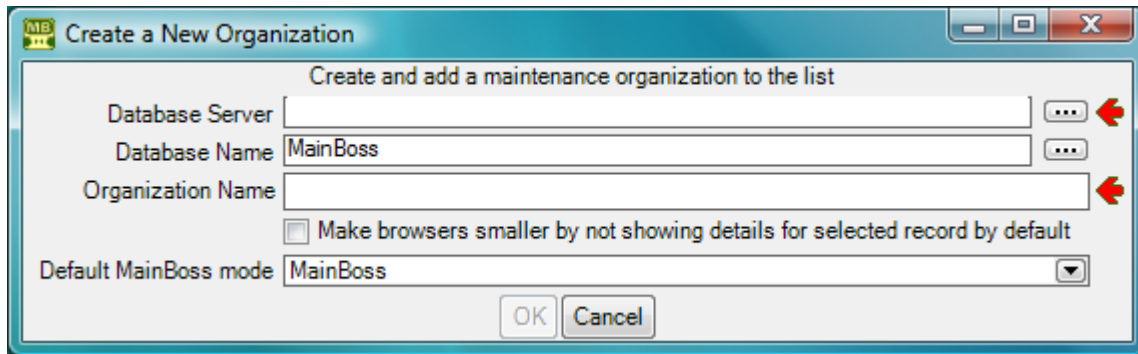 MB
Create a New Organization
Create and add a maintenance organization to the list
Database Server
Database Name MainBoss
Organization Name
Make browsers smaller by not showing details for selected record by default
Default MainBoss mode MainBoss
OK Cancel